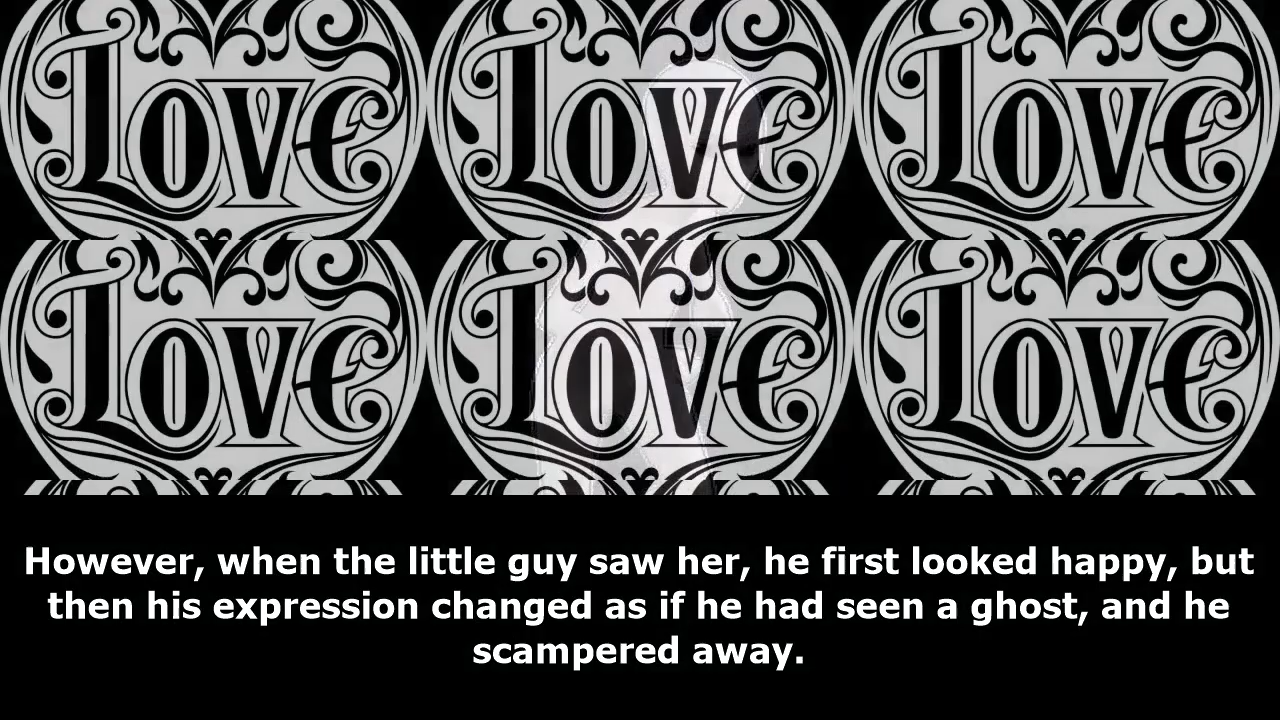 Love Love Love
Love Love Love
However, when the little guy saw her, he first looked happy, but
then his expression changed as if he had seen a ghost, and he
scampered away.